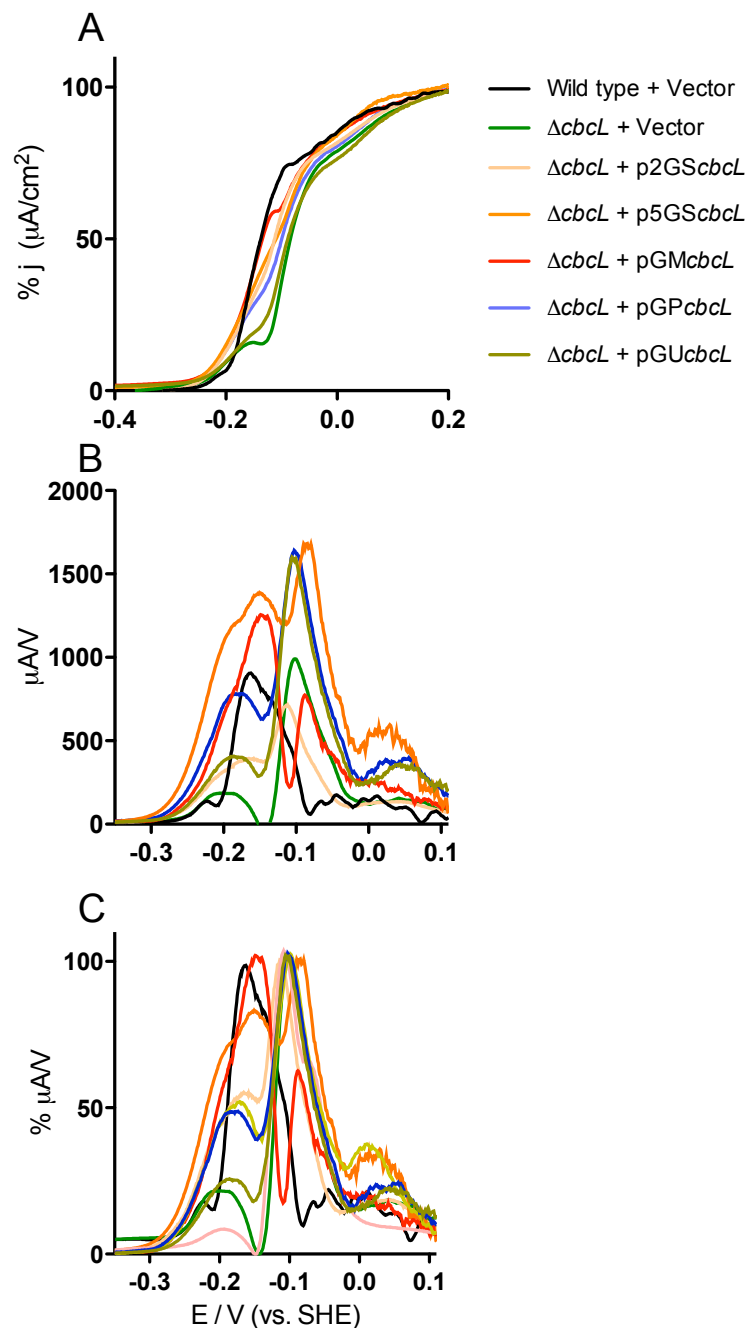 A
% j (µA/cm²)
100
50
0
-0.4 -0.2 0.0 0.2
Wild type + Vector
ΔcbcL + Vector
ΔcbcL + p2GScbcL
ΔcbcL + p5GScbcL
ΔcbcL + pGMcbcL
ΔcbcL + pGPcbcL
ΔcbcL + pGUcbcL
B
µA/V
2000
1500
1000
500
0
-0.3 -0.2 -0.1 0.0 0.1
C
% µA/V
100
50
0
-0.3 -0.2 -0.1 0.0 0.1
E / V (vs. SHE)